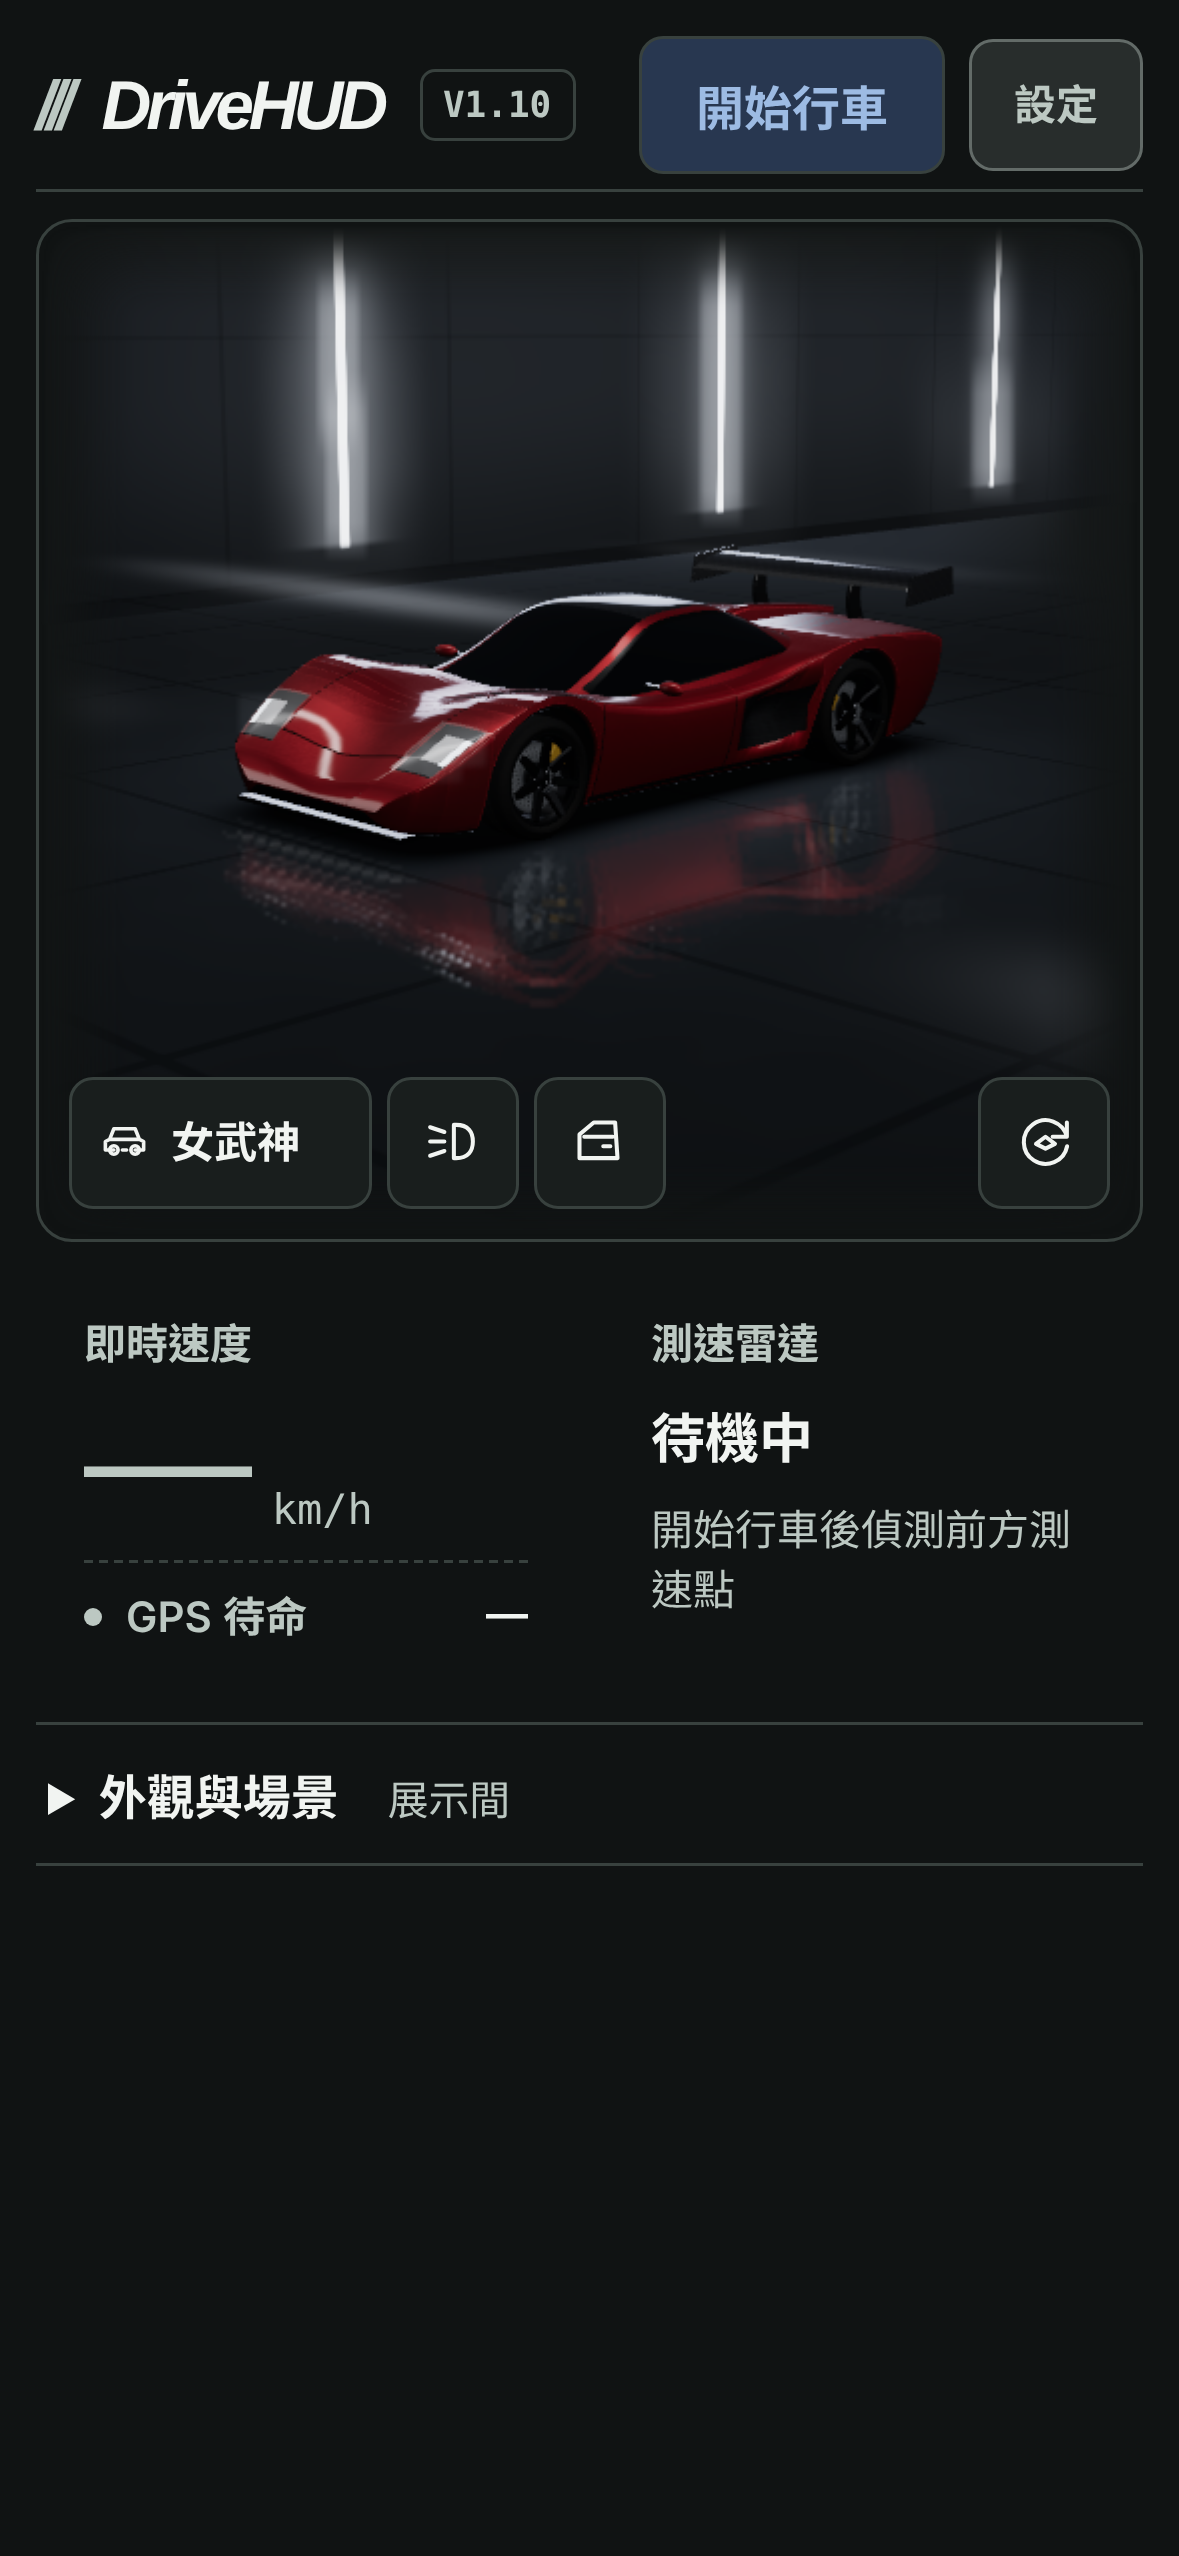 DriveHUD
V1.10
開始行車
設定
女武神
即時速度
—
km/h
GPS 待命
—
測速雷達
待機中
開始行車後偵測前方測
速點
外觀與場景
展示間